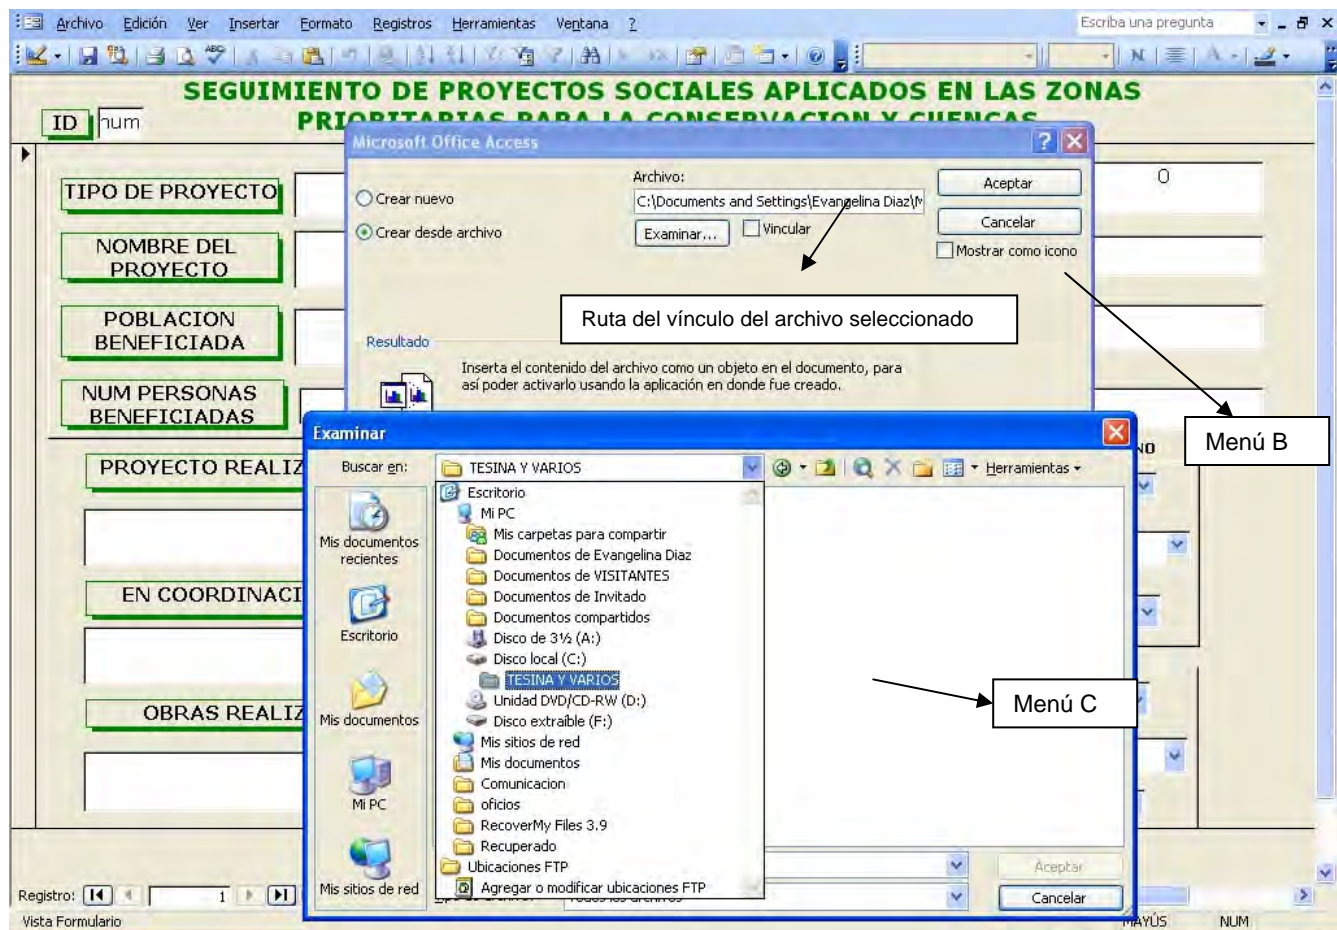 Archivo Edición Ver Insertar Formato Registros Herramientas Ventana ? Escriba una pregunta
N A
SEGUIMIENTO DE PROYECTOS SOCIALES APLICADOS EN LAS ZONAS
PRIORITARIAS PARA LA CONSERVACION Y CUENCAS
ID num
Microsoft Office Access
TIPO DE PROYECTO
0
Crear nuevo
Crear desde archivo
Archivo:
C:\Documents and Settings\Evangelina Diaz\M
Examinar... Vincular
Aceptar
Cancelar
Mostrar como icono
NOMBRE DEL
PROYECTO
Ruta del vínculo del archivo seleccionado
POBLACION
BENEFICIADA
Resultado
Inserta el contenido del archivo como un objeto en el documento, para
así poder activarlo usando la aplicación en donde fue creado.
NUM PERSONAS
BENEFICIADAS
Menú B
NO
Examinar
Buscar en: TESINA Y VARIOS Herramientas
PROYECTO REALIZ
EN COORDINACI
OBRAS REALIZ
Mis documentos
recientes
Escritorio
Mis documentos
Mi PC
Mis sitios de red
Escritorio
Mi PC
Mis carpetas para compartir
Documentos de Evangelina Diaz
Documentos de VISITANTES
Documentos de Invitado
Documentos compartidos
Disco de 3½ (A:)
Disco local (C:)
TESINA Y VARIOS
Unidad DVD/CD-RW (D:)
Disco extraíble (F:)
Mis sitios de red
Mis documentos
Comunicacion
oficios
RecoverMy Files 3.9
Recuperado
Ubicaciones FTP
Agregar o modificar ubicaciones FTP
Menú C
Aceptar
Cancelar
Registro: 1
Vista Formulario MAYÚS NUM